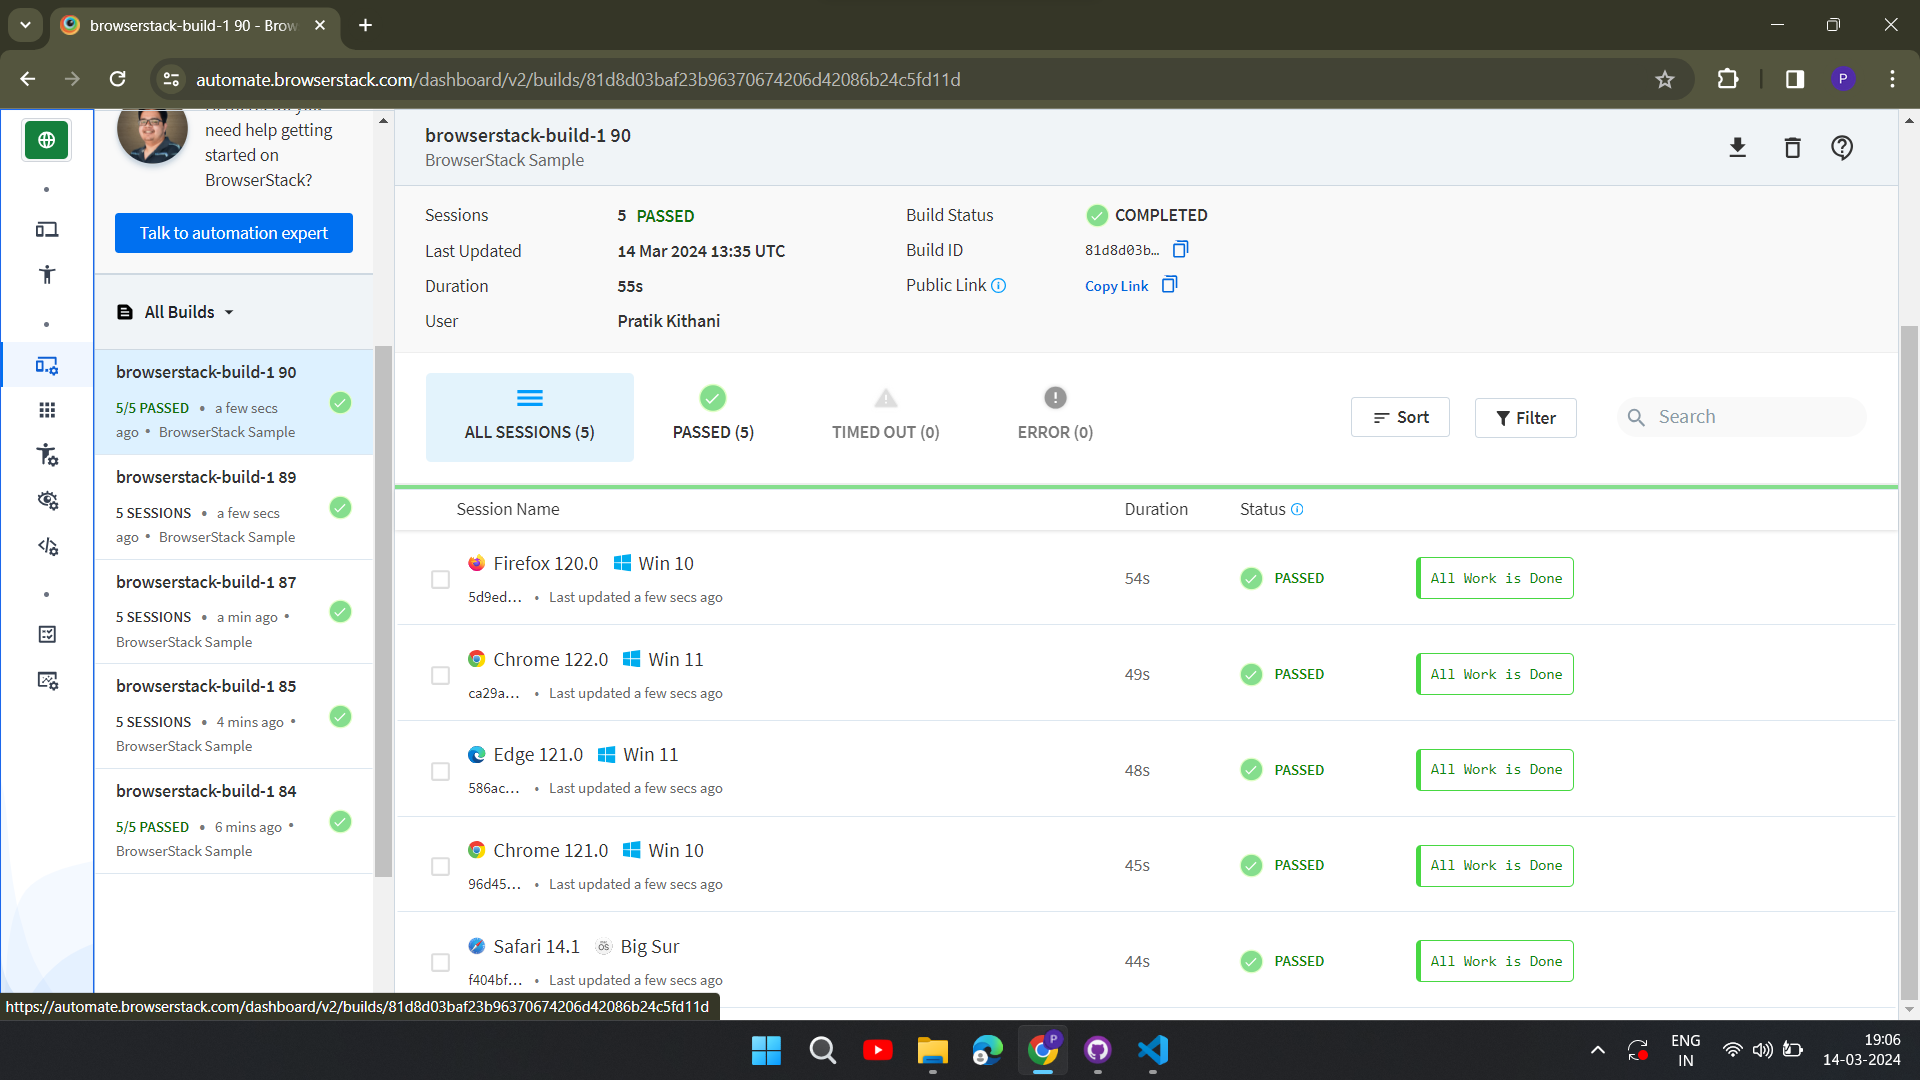 browserstack-build-1 90 - Brow
automate.browserstack.com/dashboard/v2/builds/81d8d03baf23b96370674206d42086b24c5fd11d
P
need help getting
started on
BrowserStack?
Talk to automation expert
All Builds
browserstack-build-1 90
5/5 PASSED • a few secs
ago • BrowserStack Sample
browserstack-build-1 89
5 SESSIONS • a few secs
ago • BrowserStack Sample
browserstack-build-1 87
5 SESSIONS • a min ago •
BrowserStack Sample
browserstack-build-1 85
5 SESSIONS • 4 mins ago •
BrowserStack Sample
browserstack-build-1 84
5/5 PASSED • 6 mins ago •
BrowserStack Sample
browserstack-build-1 90
BrowserStack Sample
Sessions 5 PASSED Build Status COMPLETED
Last Updated 14 Mar 2024 13:35 UTC Build ID 81d8d03b...
Duration 55s Public Link Copy Link
User Pratik Kithani
ALL SESSIONS (5) PASSED (5) TIMED OUT (0) ERROR (0) Sort Filter Search
Session Name Duration Status
Firefox 120.0 Win 10
5d9ed... • Last updated a few secs ago
54s PASSED All Work is Done
Chrome 122.0 Win 11
ca29a... • Last updated a few secs ago
49s PASSED All Work is Done
Edge 121.0 Win 11
586ac... • Last updated a few secs ago
48s PASSED All Work is Done
Chrome 121.0 Win 10
96d45... • Last updated a few secs ago
45s PASSED All Work is Done
Safari 14.1 Big Sur
f404bf... • Last updated a few secs ago
44s PASSED All Work is Done
https://automate.browserstack.com/dashboard/v2/builds/81d8d03baf23b96370674206d42086b24c5fd11d
P
ENG
IN
19:06
14-03-2024